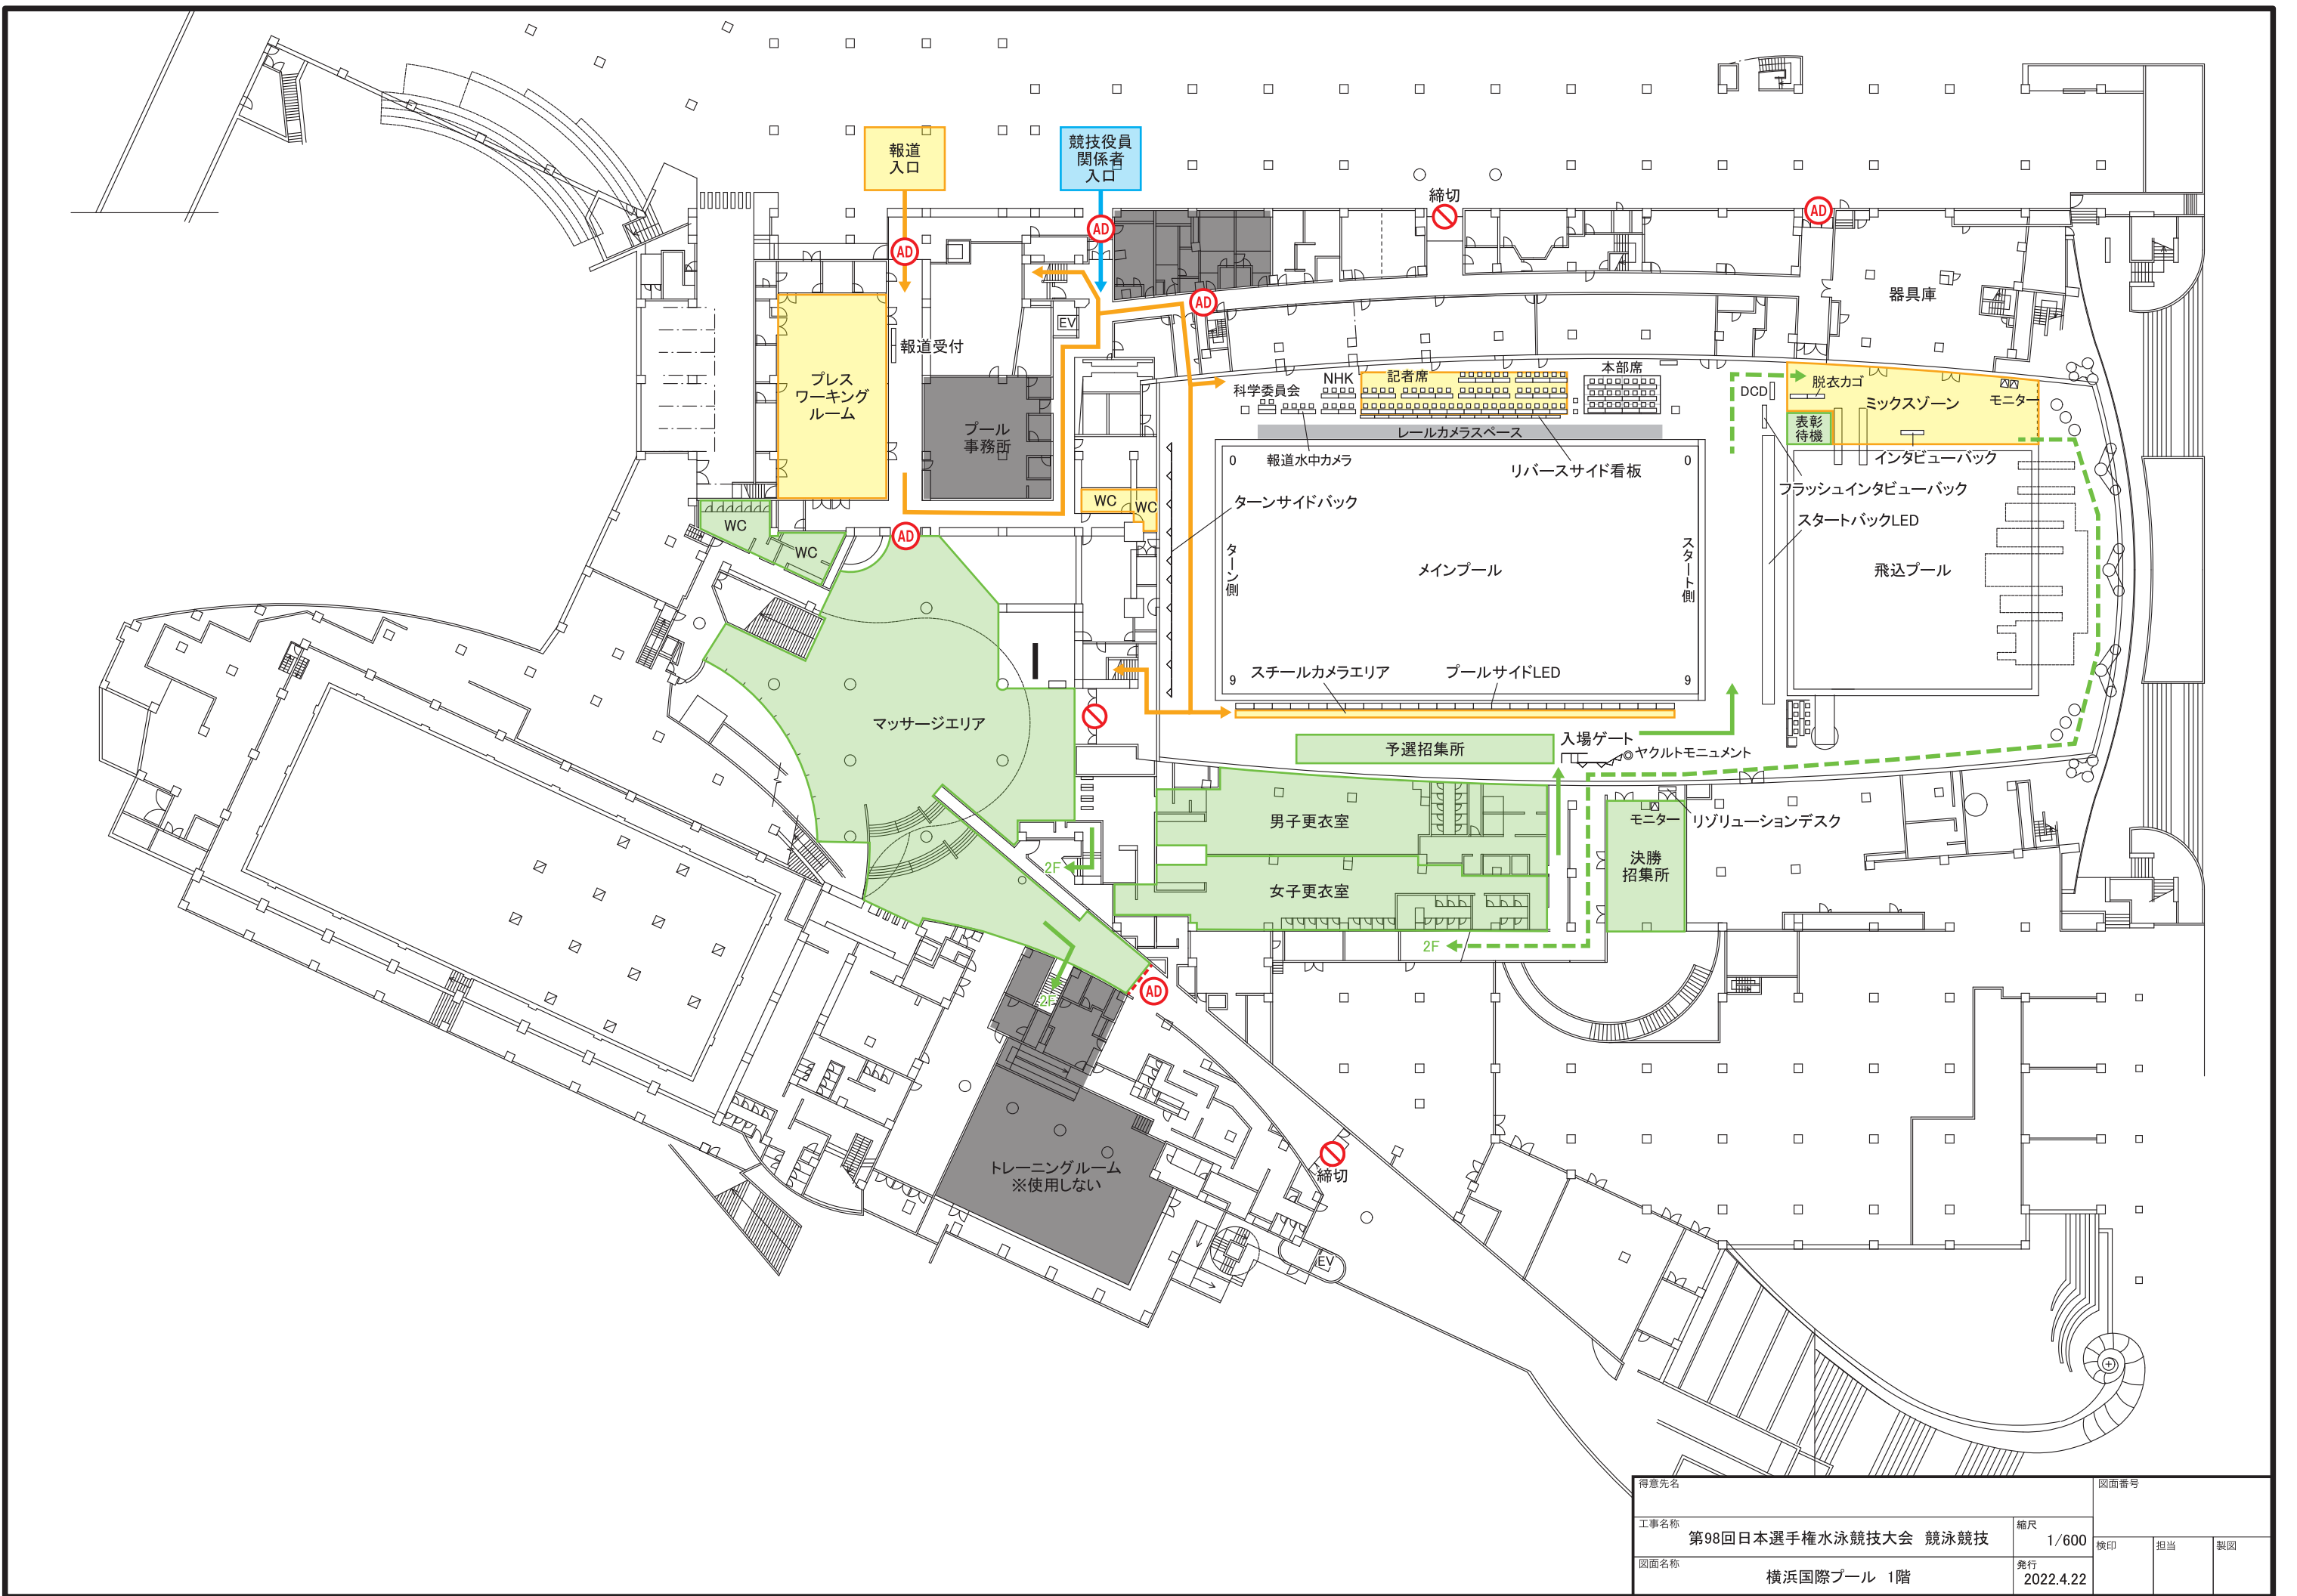 報道
入口
競技役員
関係者
入口
締切
AD
AD
AD
AD
器具庫
EV
報道受付
プレス
ワーキング
ルーム
プール
事務所
科学委員会
NHK
記者席
本部席
DCD
脱衣カゴ
ミックスゾーン
モニター
表彰
待機
レールカメラスペース
報道水中カメラ
リバースサイド看板
インタビューバック
フラッシュインタビューバック
スタートバックLED
ターンサイドバック
0
0
WC
WC
WC
WC
AD
ターン側
メインプール
スタート側
飛込プール
9
9
スチールカメラエリア
プールサイドLED
マッサージエリア
予選招集所
入場ゲート
ヤクルトモニュメント
男子更衣室
モニター
リゾリューションデスク
2F
女子更衣室
決勝
招集所
2F
2F
AD
トレーニングルーム
※使用しない
締切
EV
得意先名
図面番号
工事名称
第98回日本選手権水泳競技大会 競泳競技
縮尺
1/600
検印
担当
製図
図面名称
横浜国際プール 1階
発行
2022.4.22